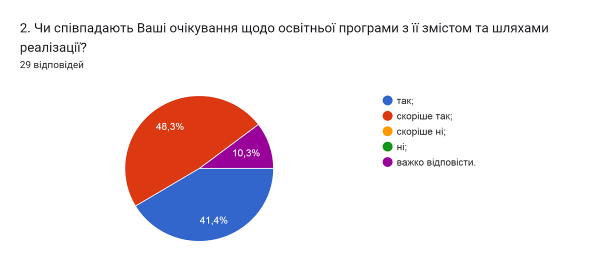 2. Чи співпадають Ваші очікування щодо освітньої програми з її змістом та шляхами
реалізації?
29 відповідей
48,3%
10,3%
41,4%
так;
скоріше так;
скоріше ні;
ні;
важко відповісти.